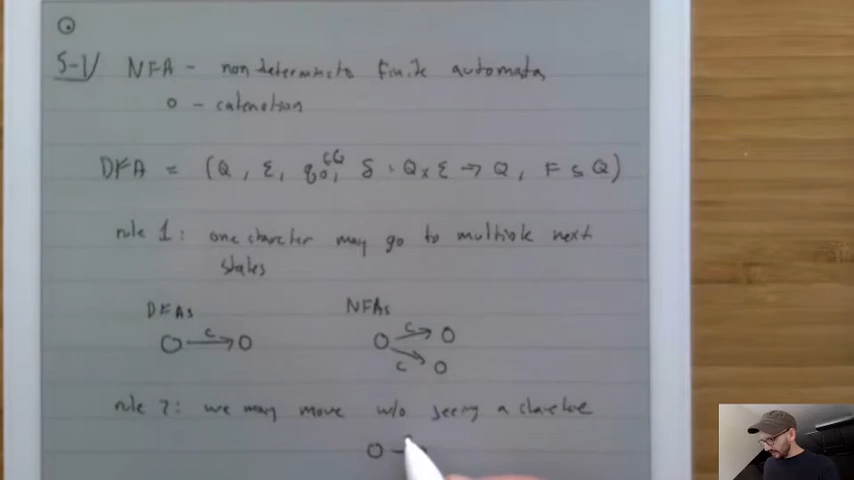 5-1/ NFA - nondeterministic finite automata
o - catenation
DFA = (Q, Σ, q0 ∈Q, δ : Q x Σ → Q, F ⊆ Q)
rule 1: one character may go to multiple next
states
DFAs NFAs
c c
c
rule 2: we may move w/o seeing a character